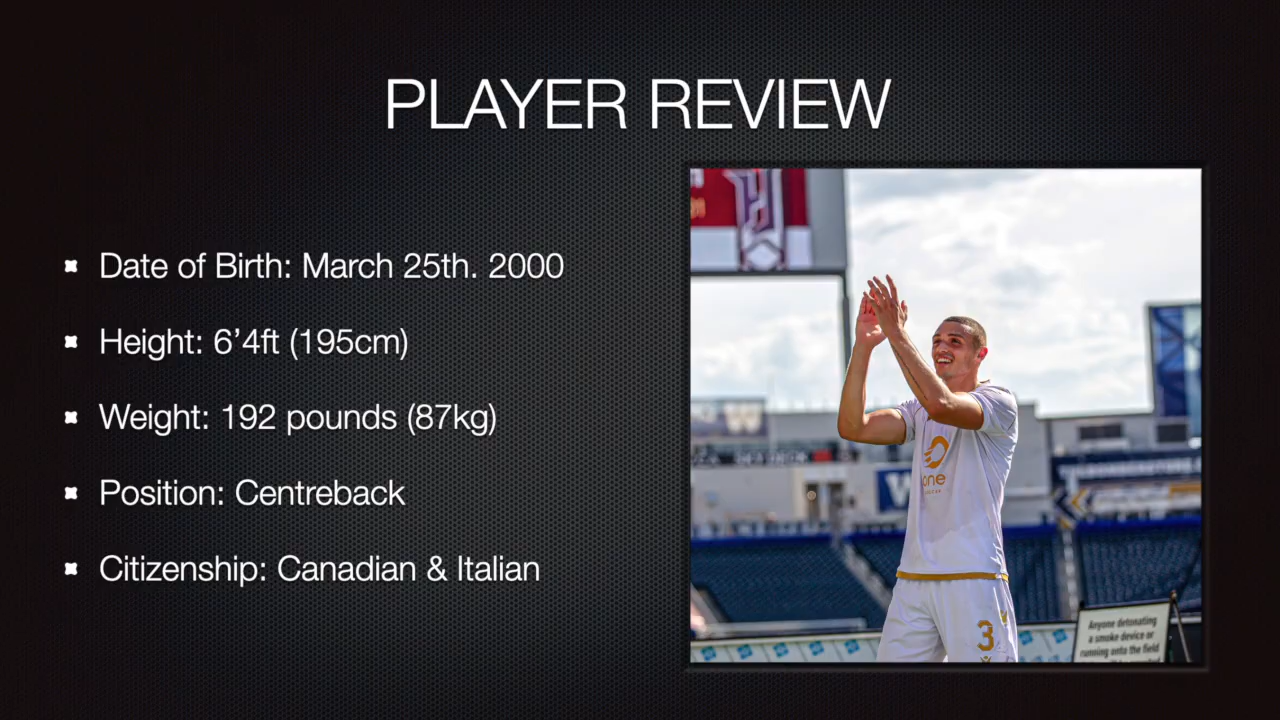 PLAYER REVIEW
Date of Birth: March 25th. 2000
Height: 6’4ft (195cm)
Weight: 192 pounds (87kg)
Position: Centreback
Citizenship: Canadian & Italian
W
one
3
Anyone detonating
a smoke device or
running onto the field